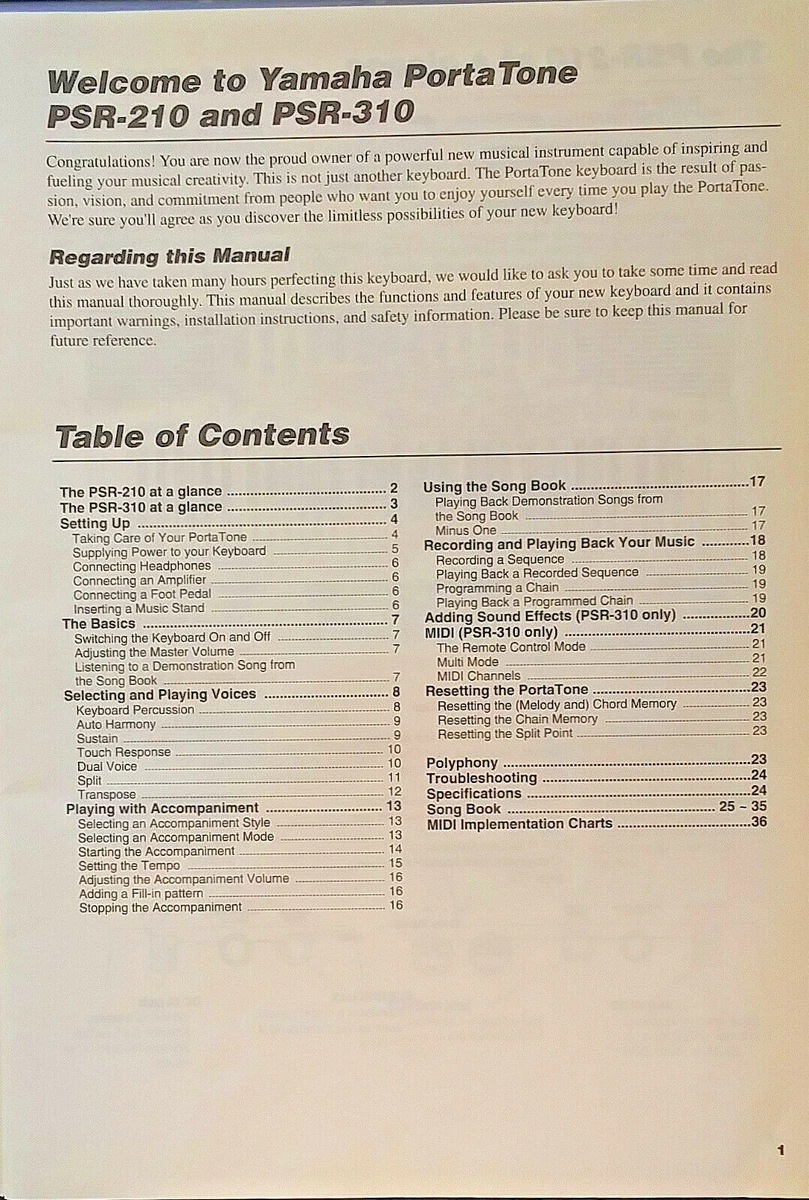 Welcome to Yamaha PortaTone
PSR-210 and PSR-310
Congratulations! You are now the proud owner of a powerful new musical instrument capable of inspiring and
fueling your musical creativity. This is not just another keyboard. The PortaTone keyboard is the result of pas-
sion, vision, and commitment from people who want you to enjoy yourself every time you play the PortaTone.
We're sure you'll agree as you discover the limitless possibilities of your new keyboard!
Regarding this Manual
Just as we have taken many hours perfecting this keyboard, we would like to ask you to take some time and read
this manual thoroughly. This manual describes the functions and features of your new keyboard and it contains
important warnings, installation instructions, and safety information. Please be sure to keep this manual for
future reference.
Table of Contents
The PSR-210 at a glance ........ 2
The PSR-310 at a glance ........ 3
Setting Up ........ 4
Taking Care of Your PortaTone ........ 4
Supplying Power to your Keyboard ........ 5
Connecting Headphones ........ 6
Connecting an Amplifier ........ 6
Connecting a Foot Pedal ........ 6
Inserting a Music Stand ........ 6
The Basics ........ 7
Switching the Keyboard On and Off ........ 7
Adjusting the Master Volume ........ 7
Listening to a Demonstration Song from
the Song Book ........ 7
Selecting and Playing Voices ........ 8
Keyboard Percussion ........ 8
Auto Harmony ........ 9
Sustain ........ 9
Touch Response ........ 10
Dual Voice ........ 10
Split ........ 11
Transpose ........ 12
Playing with Accompaniment ........ 13
Selecting an Accompaniment Style ........ 13
Selecting an Accompaniment Mode ........ 13
Starting the Accompaniment ........ 14
Setting the Tempo ........ 15
Adjusting the Accompaniment Volume ........ 16
Adding a Fill-in pattern ........ 16
Stopping the Accompaniment ........ 16
Using the Song Book ........ 17
Playing Back Demonstration Songs from
the Song Book ........ 17
Minus One ........ 17
Recording and Playing Back Your Music ........ 18
Recording a Sequence ........ 18
Playing Back a Recorded Sequence ........ 19
Programming a Chain ........ 19
Playing Back a Programmed Chain ........ 19
Adding Sound Effects (PSR-310 only) ........ 20
MIDI (PSR-310 only) ........ 21
The Remote Control Mode ........ 21
Multi Mode ........ 21
MIDI Channels ........ 22
Resetting the PortaTone ........ 23
Resetting the (Melody and) Chord Memory ........ 23
Resetting the Chain Memory ........ 23
Resetting the Split Point ........ 23
Polyphony ........ 23
Troubleshooting ........ 24
Specifications ........ 24
Song Book ........ 25 ~ 35
MIDI Implementation Charts ........ 36
1